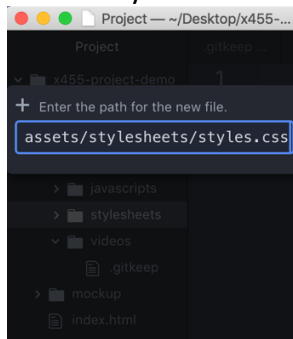 Project — ~/Desktop/x455-...
Project
.gitkeep ...
x455-project-demo
1
+ Enter the path for the new file.
assets/stylesheets/styles.css
javascripts
stylesheets
videos
.gitkeep
mockup
index.html